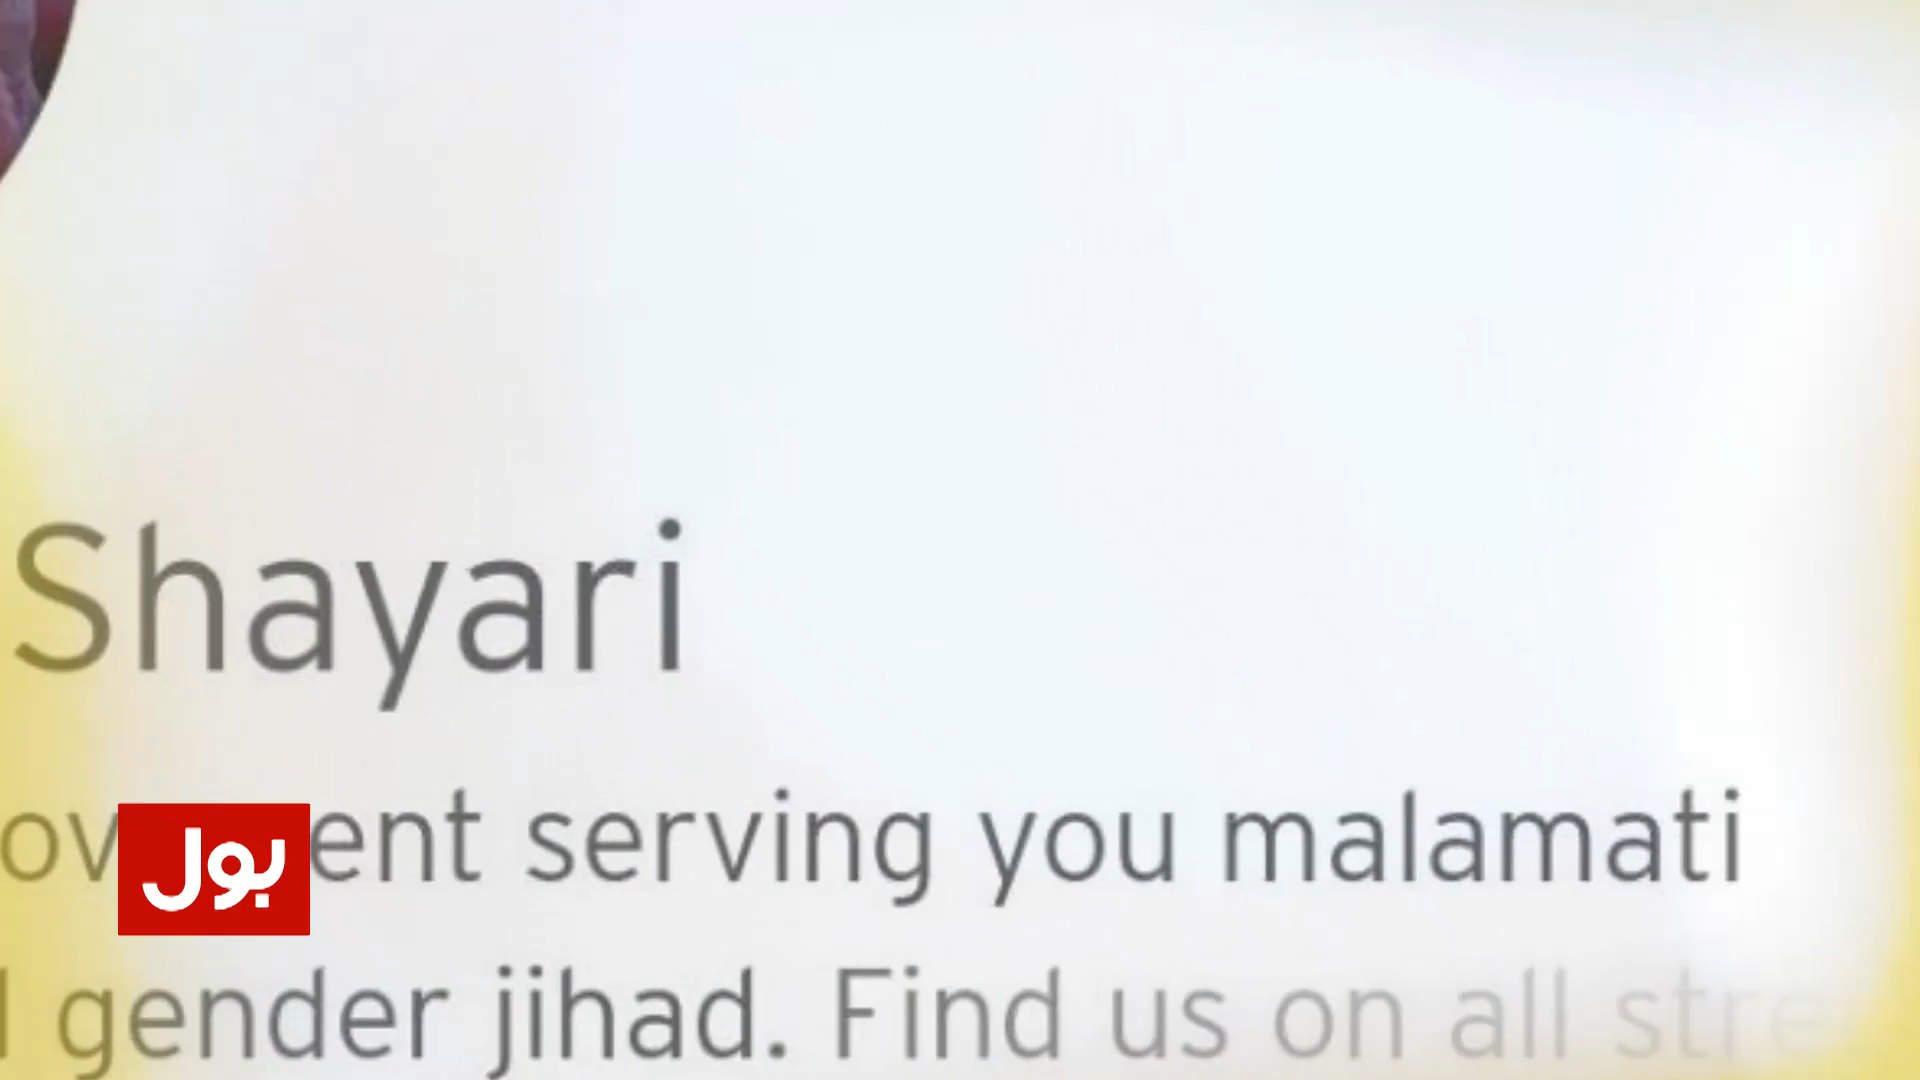 Shayari
ent serving you malamati
gender jihad. Find us on all
بول